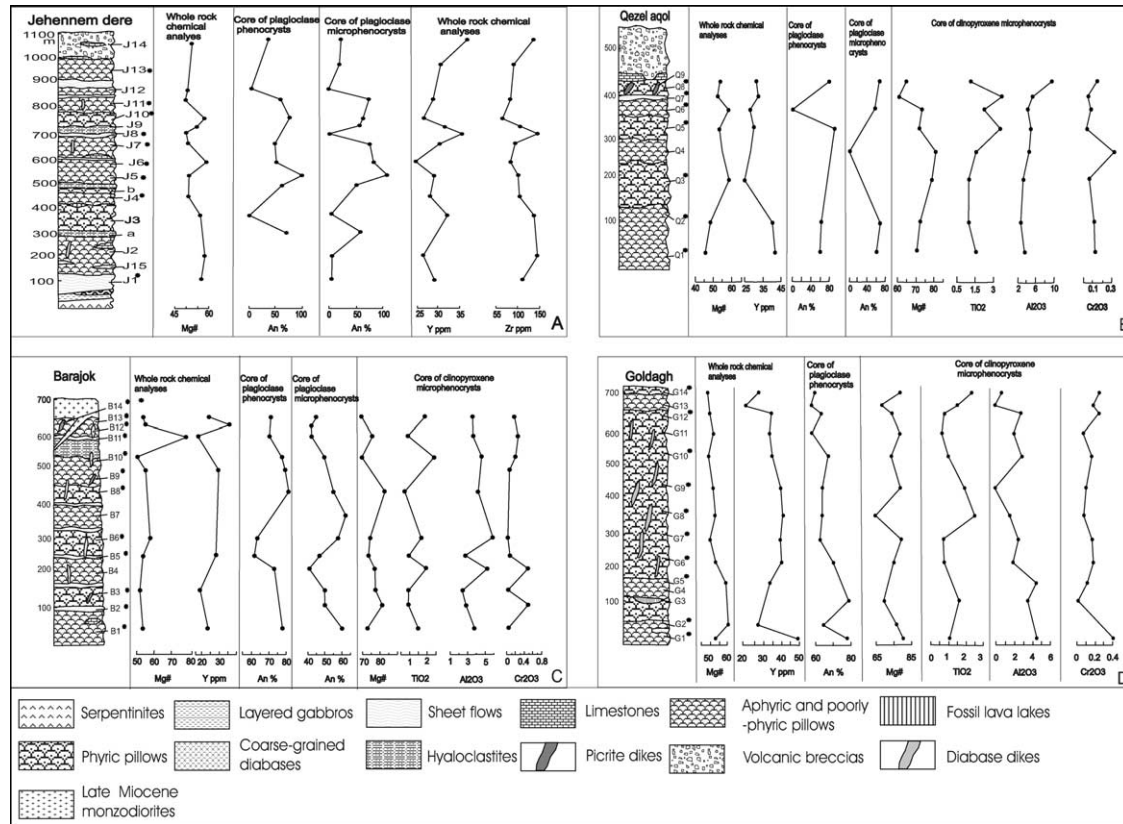 Jehennem dere
Whole rock chemical analyses
Core of plagioclase phenocrysts
Core of plagioclase microphenocrysts
Whole rock chemical analyses
A
1100
m
1000
900
800
700
600
500
400
300
200
100
J14
J13
J12
J11
J10
J9
J8
J7
J6
J5
b
J4
J3
a
J2
J15
J1
45 60
Mg#
0 50 100
An %
0 50 100
An %
25 30 35
Y ppm
55 100 150
Zr ppm
Qezel aqol
Whole rock chemical analyses
Core of plagioclase phenocrysts
Core of plagioclase microphenocrysts
Core of clinopyroxene microphenocrysts
500
400
300
200
100
Q9
Q8
Q7
Q6
Q5
Q4
Q3
Q2
Q1
40 50 60
Mg#
25 35 45
Y ppm
0 40 80
An %
0 40 80
An %
60 70 80
Mg#
0.5 1.5 3
TiO2
2 6 10
Al2O3
0.1 0.3
Cr2O3
Barajok
Whole rock chemical analyses
Core of plagioclase phenocrysts
Core of plagioclase microphenocrysts
Core of clinopyroxene microphenocrysts
C
700
600
500
400
300
200
100
B14
B13
B12
B11
B10
B9
B8
B7
B6
B5
B4
B3
B2
B1
50 60 70 80
Mg#
20 30
Y ppm
60 70 80
An %
40 50 60
An %
70 80
Mg#
1 2
TiO2
1 3 5
Al2O3
0 0.4 0.8
Cr2O3
Goldagh
Whole rock chemical analyses
Core of plagioclase phenocrysts
Core of clinopyroxene microphenocrysts
D
700
600
500
400
300
200
100
G14
G13
G12
G11
G10
G9
G8
G7
G6
G5
G4
G3
G2
G1
50 60
Mg#
20 30 40 50
Y ppm
60 80
An %
65 85
Mg#
0 1 2 3
TiO2
0 2 4 6
Al2O3
0 0.2 0.4
Cr2O3
Serpentinites
Layered gabbros
Sheet flows
Limestones
Aphyric and poorly
-phyric pillows
Fossil lava lakes
Phyric pillows
Coarse-grained
diabases
Hyaloclastites
Picrite dikes
Volcanic breccias
Diabase dikes
Late Miocene
monzodiorites